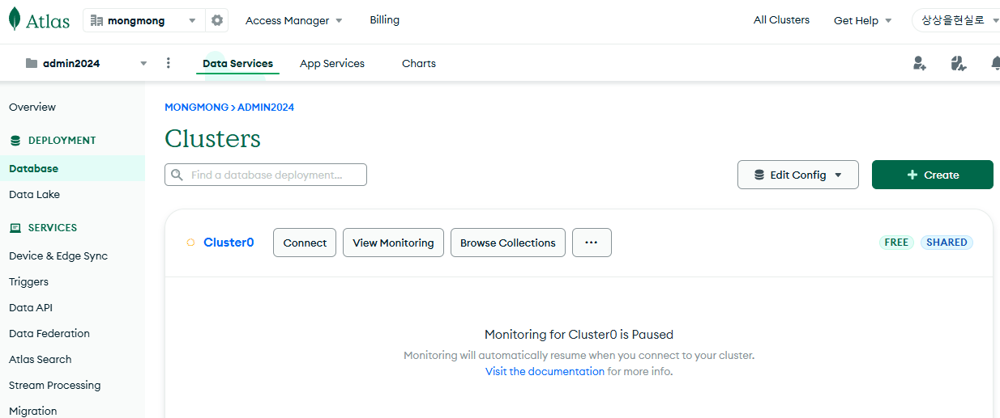 Atlas mongmong Access Manager Billing All Clusters Get Help 상상을현실로
admin2024 Data Services App Services Charts
Overview
MONGMONG > ADMIN2024
DEPLOYMENT
Clusters
Database
Find a database deployment...
Edit Config
+ Create
Data Lake
SERVICES
Cluster0 Connect View Monitoring Browse Collections ... FREE SHARED
Device & Edge Sync
Triggers
Data API
Data Federation
Atlas Search
Stream Processing
Migration
Monitoring for Cluster0 is Paused
Monitoring will automatically resume when you connect to your cluster.
Visit the documentation for more info.